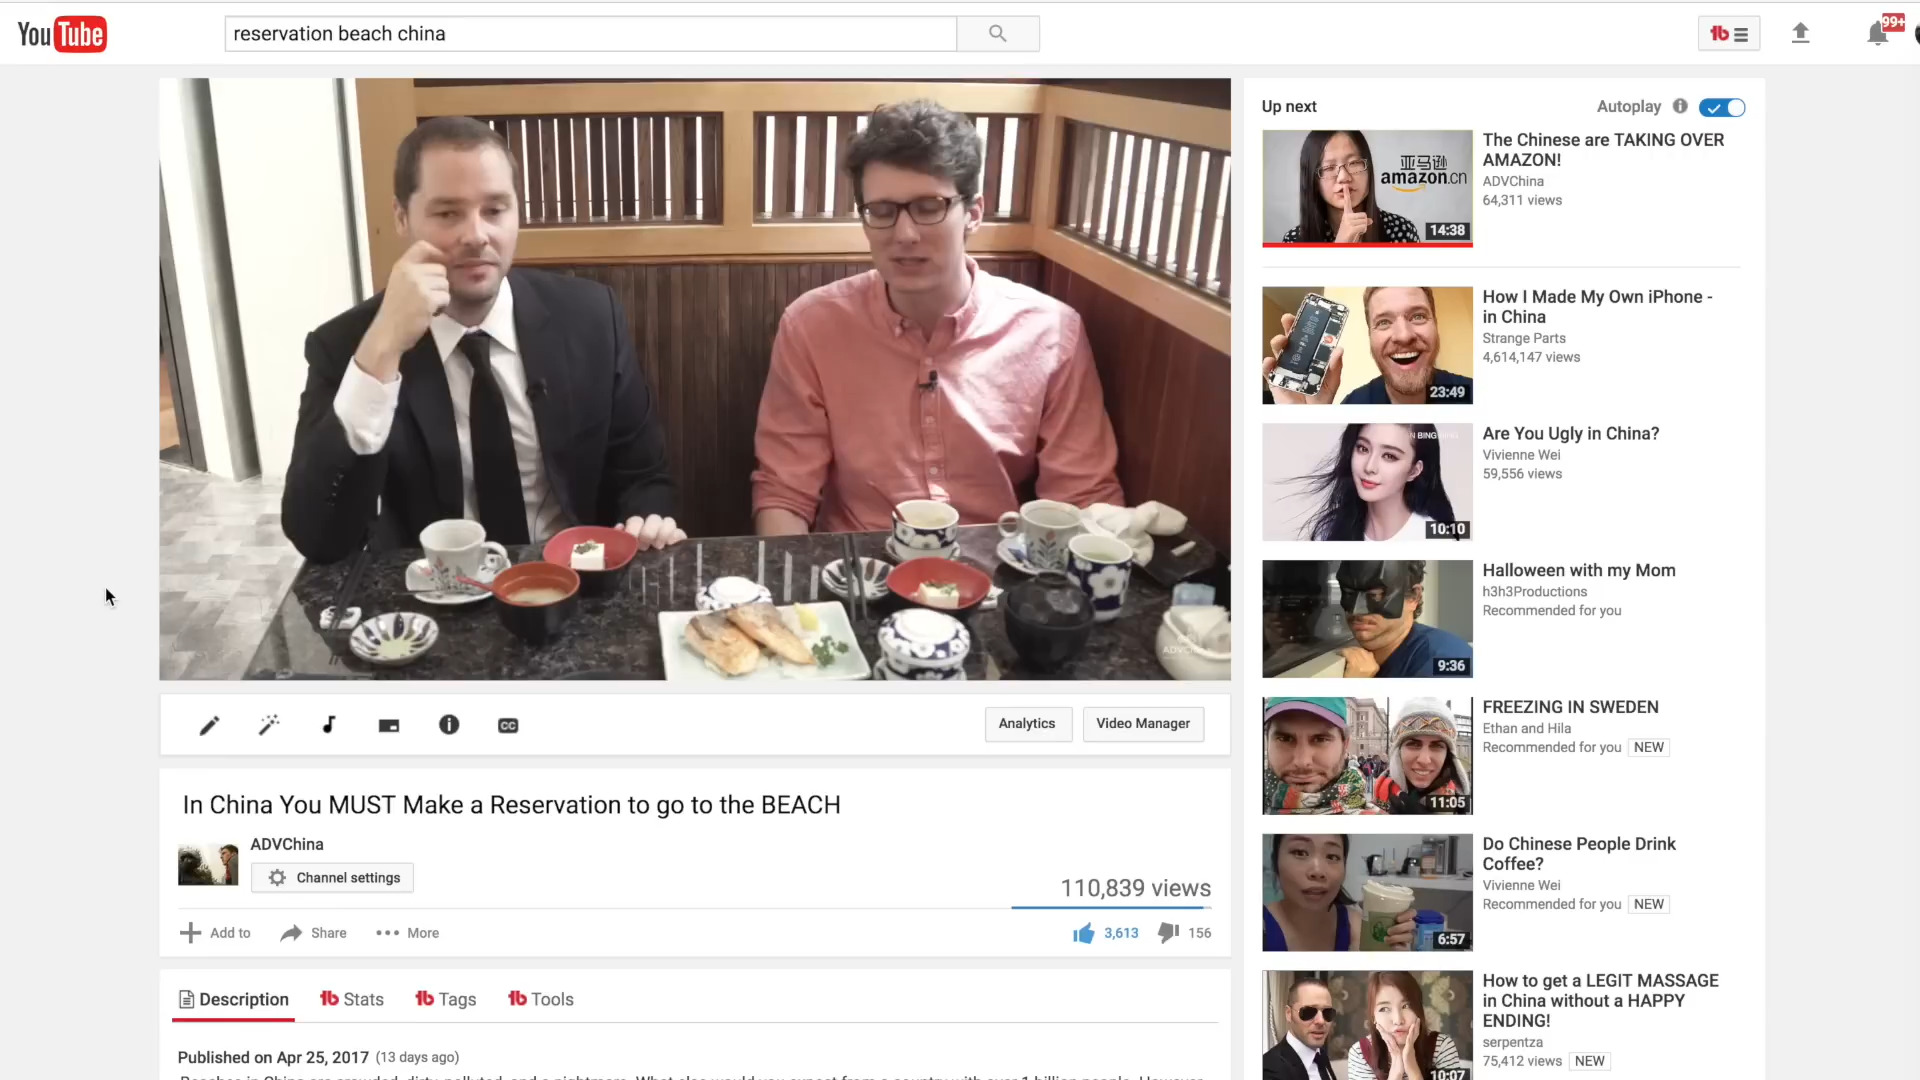 YouTube
reservation beach china
99+
Up next
Autoplay
The Chinese are TAKING OVER
AMAZON!
ADVChina
64,311 views
亚马逊
amazon.cn
14:38
How I Made My Own iPhone -
in China
Strange Parts
4,614,147 views
23:49
Are You Ugly in China?
Vivienne Wei
59,556 views
10:10
Halloween with my Mom
h3h3Productions
Recommended for you
9:36
FREEZING IN SWEDEN
Ethan and Hila
Recommended for you NEW
11:05
Do Chinese People Drink
Coffee?
Vivienne Wei
Recommended for you NEW
6:57
How to get a LEGIT MASSAGE
in China without a HAPPY
ENDING!
serpentza
75,412 views NEW
10:07
CC
Analytics
Video Manager
In China You MUST Make a Reservation to go to the BEACH
ADVChina
Channel settings
110,839 views
Add to
Share
More
3,613
156
Description
Stats
Tags
Tools
Published on Apr 25, 2017 (13 days ago)